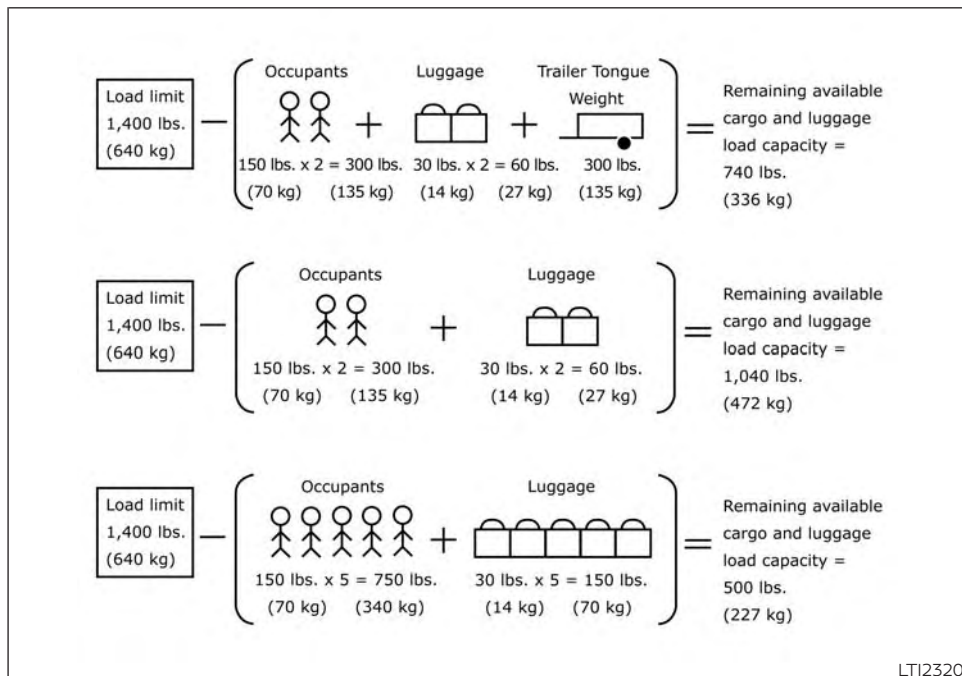 Occupants Luggage Trailer Tongue
Weight
Load limit
1,400 lbs.
(640 kg)
150 lbs. x 2 = 300 lbs. 30 lbs. x 2 = 60 lbs. 300 lbs.
(70 kg) (135 kg) (14 kg) (27 kg) (135 kg)
Remaining available
cargo and luggage
load capacity =
740 lbs.
(336 kg)
Occupants Luggage
Load limit
1,400 lbs.
(640 kg)
150 lbs. x 2 = 300 lbs. 30 lbs. x 2 = 60 lbs.
(70 kg) (135 kg) (14 kg) (27 kg)
Remaining available
cargo and luggage
load capacity =
1,040 lbs.
(472 kg)
Occupants Luggage
Load limit
1,400 lbs.
(640 kg)
150 lbs. x 5 = 750 lbs. 30 lbs. x 5 = 150 lbs.
(70 kg) (340 kg) (14 kg) (70 kg)
Remaining available
cargo and luggage
load capacity =
500 lbs.
(227 kg)
LTI2320